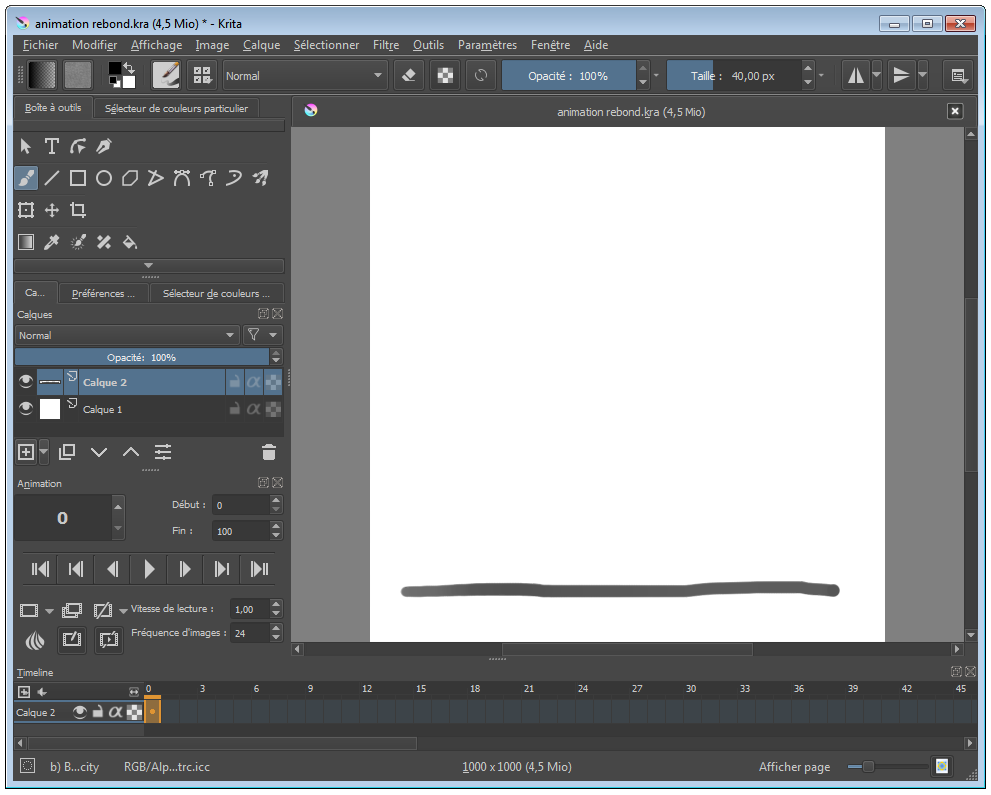 animation rebond.kra (4,5 Mio) * - Krita
Fichier Modifier Affichage Image Calque Sélectionner Filtre Outils Paramètres Fenêtre Aide
Normal Opacité : 100% Taille : 40,00 px
Boîte à outils Sélecteur de couleurs particulier
animation rebond.kra (4,5 Mio)
Ca... Préférences ... Sélecteur de couleurs ...
Calques
Normal
Opacité: 100%
Calque 2
Calque 1
Animation
0
Début : 0
Fin : 100
Vitesse de lecture : 1,00
Fréquence d'images : 24
Timeline
0 3 6 9 12 15 18 21 24 27 30 33 36 39 42 45
Calque 2
b) B...city RGB/Alp...trc.icc 1000 x 1000 (4,5 Mio) Afficher page